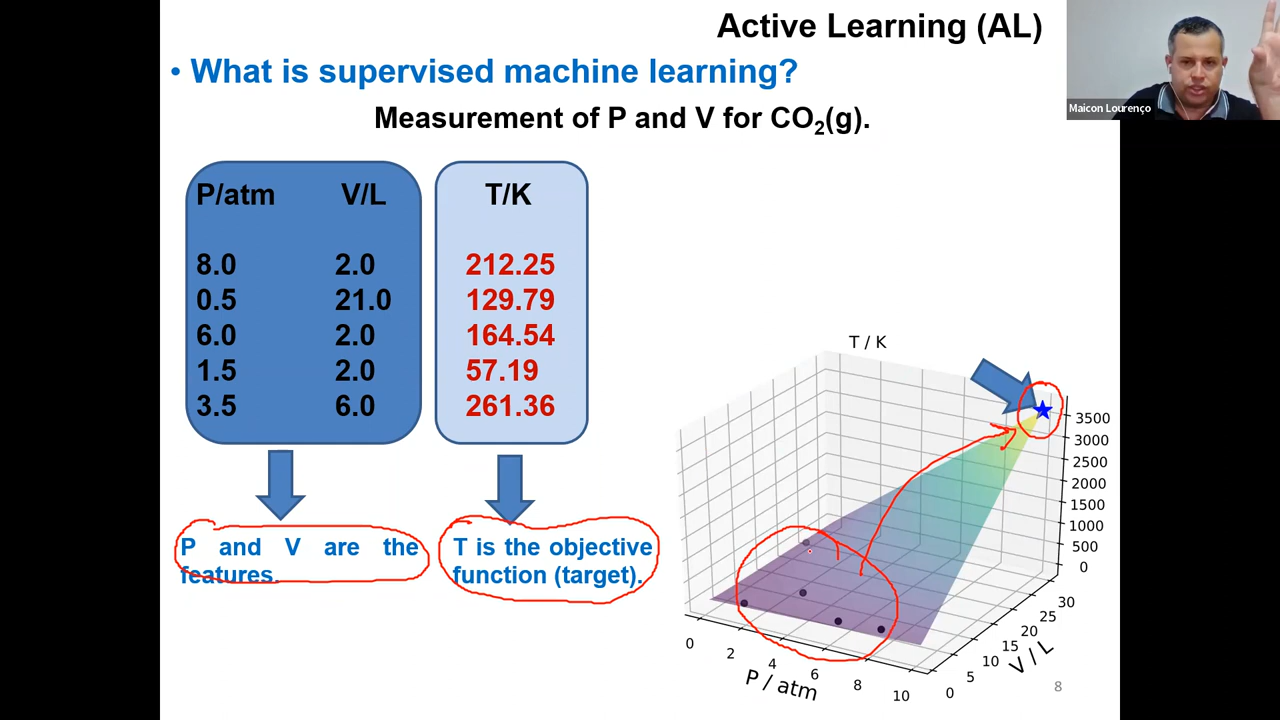 Active Learning (AL)
• What is supervised machine learning?
Maicon Lourenço
Measurement of P and V for CO₂(g).
P/atm V/L T/K
8.0 2.0 212.25
0.5 21.0 129.79
6.0 2.0 164.54
1.5 2.0 57.19
3.5 6.0 261.36
P and V are the
features.
T is the objective
function (target).
T / K
3500
3000
2500
2000
1500
1000
500
0
0 2 4 6 8 10
P / atm
0 5 10 15 20 25 30
V / L
8